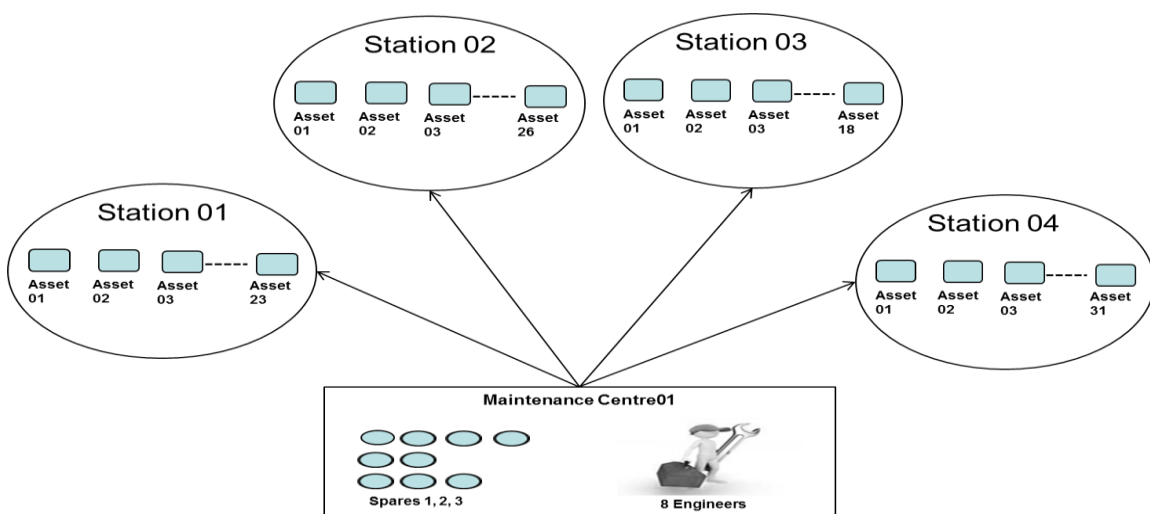 Station 02
Asset 01
Asset 02
Asset 03
Asset 26
Station 03
Asset 01
Asset 02
Asset 03
Asset 18
Station 01
Asset 01
Asset 02
Asset 03
Asset 23
Station 04
Asset 01
Asset 02
Asset 03
Asset 31
Maintenance Centre01
Spares 1, 2, 3
8 Engineers